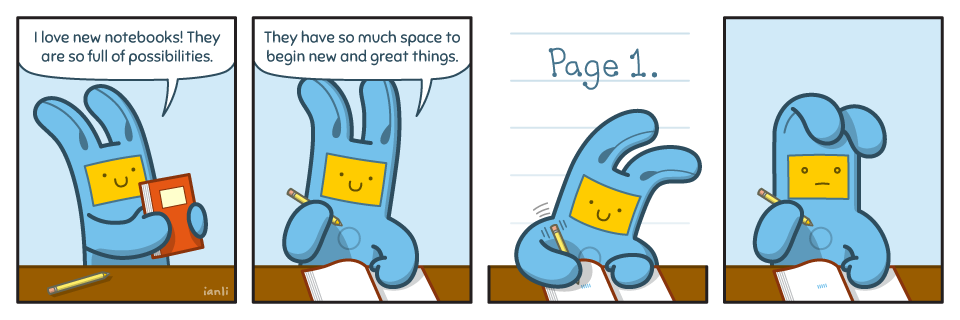 I love new notebooks! They
are so full of possibilities.
ianli
They have so much space to
begin new and great things.
Page 1.